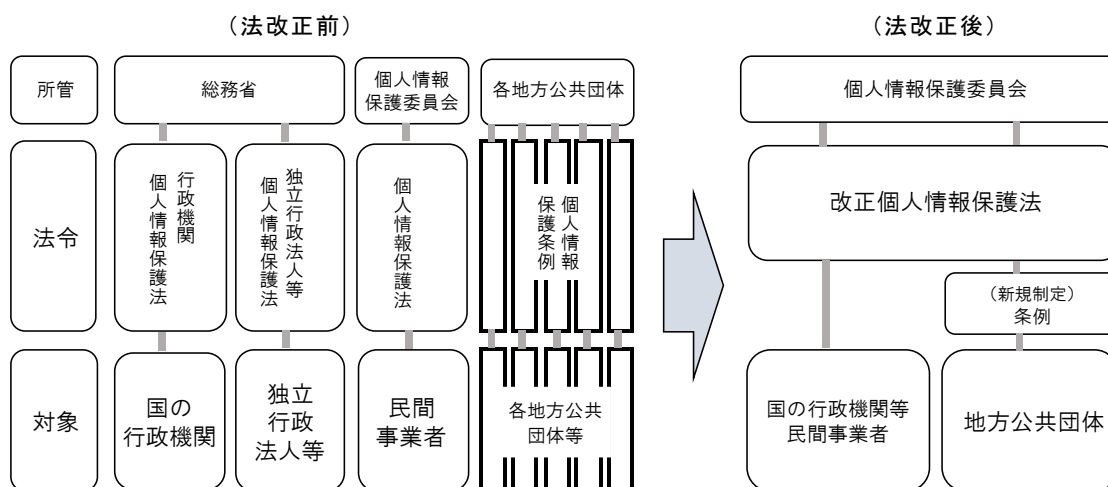 （法改正前）
（法改正後）
所管
総務省
個人情報
保護委員会
各地方公共団体
個人情報保護委員会
法令
行政機関
個人情報保護法
独立行政法人等
個人情報保護法
個人情報保護法
個人情報
保護条例
改正個人情報保護法
（新規制定）
条例
対象
国の
行政機関
独立
行政
法人等
民間
事業者
各地方公共
団体等
国の行政機関等
民間事業者
地方公共団体